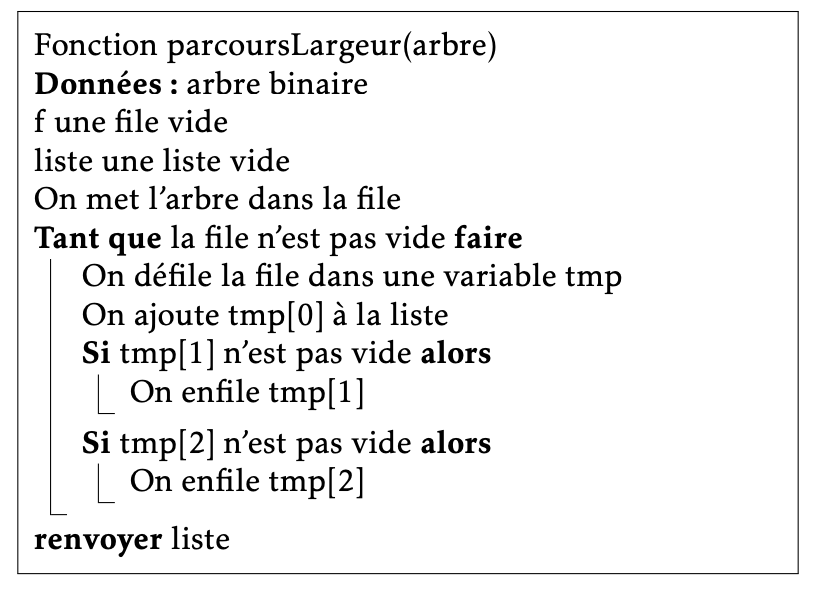 Fonction parcoursLargeur(arbre)
Données : arbre binaire
f une file vide
liste une liste vide
On met l’arbre dans la file
Tant que la file n’est pas vide faire
On défile la file dans une variable tmp
On ajoute tmp[0] à la liste
Si tmp[1] n’est pas vide alors
On enfile tmp[1]
Si tmp[2] n’est pas vide alors
On enfile tmp[2]
renvoyer liste